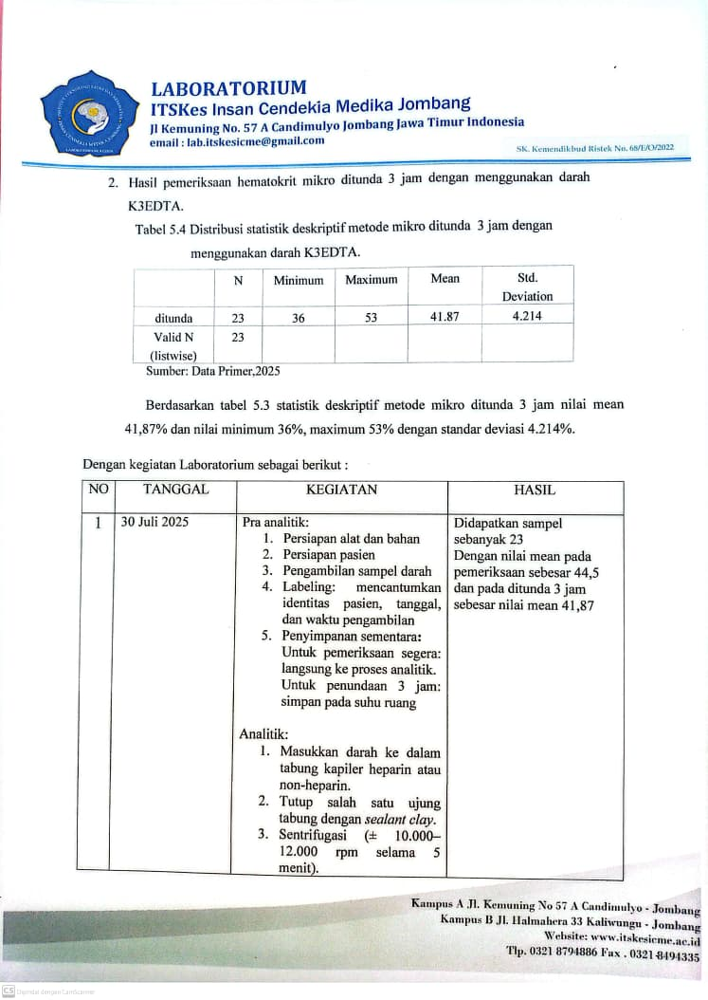 LABORATORIUM
ITSKes Insan Cendekia Medika Jombang
Jl Kemuning No. 57 A Candimulyo Jombang Jawa Timur Indonesia
email : lab.itskesicme@gmail.com
SK. Kemendikbud Ristek No. 68/E/O/2022
2. Hasil pemeriksaan hematokrit mikro ditunda 3 jam dengan menggunakan darah
K3EDTA.
Tabel 5.4 Distribusi statistik deskriptif metode mikro ditunda 3 jam dengan
menggunakan darah K3EDTA.
N Minimum Maximum Mean Std.
Deviation
ditunda 23 36 53 41.87 4.214
Valid N 23
(listwise)
Sumber: Data Primer,2025
Berdasarkan tabel 5.3 statistik deskriptif metode mikro ditunda 3 jam nilai mean
41,87% dan nilai minimum 36%, maximum 53% dengan standar deviasi 4.214%.
Dengan kegiatan Laboratorium sebagai berikut :
NO TANGGAL KEGIATAN HASIL
1 30 Juli 2025
Pra analitik:
1. Persiapan alat dan bahan
2. Persiapan pasien
3. Pengambilan sampel darah
4. Labeling: mencantumkan
identitas pasien, tanggal,
dan waktu pengambilan
5. Penyimpanan sementara:
Untuk pemeriksaan segera:
langsung ke proses analitik.
Untuk penundaan 3 jam:
simpan pada suhu ruang
Analitik:
1. Masukkan darah ke dalam
tabung kapiler heparin atau
non-heparin.
2. Tutup salah satu ujung
tabung dengan sealant clay.
3. Sentrifugasi (± 10.000–
12.000 rpm selama 5
menit).
Didapatkan sampel
sebanyak 23
Dengan nilai mean pada
pemeriksaan sebesar 44,5
dan pada ditunda 3 jam
sebesar nilai mean 41,87
Kampus A Jl. Kemuning No 57 A Candimulyo - Jombang
Kampus B Jl. Halmahera 33 Kaliwungu - Jombang
Website: www.itskesicme.ac.id
Tlp. 0321 8794886 Fax . 0321-8494335
CS Dipindai dengan CamScanner